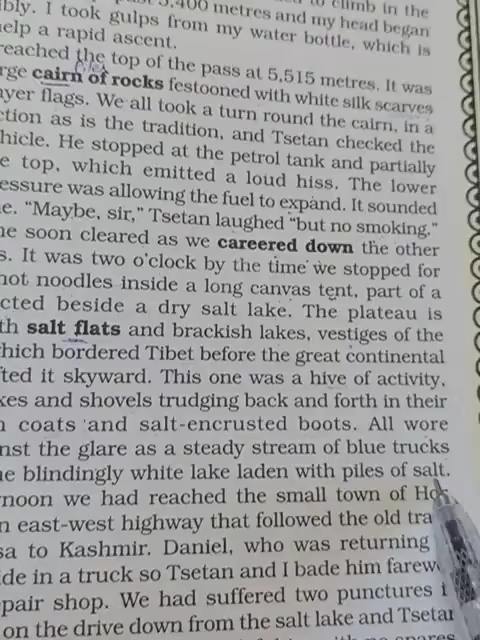 ibly. I took gulps from my water bottle, which is
help a rapid ascent.
reached the top of the pass at 5,515 metres. It was
rge cairn of rocks festooned with white silk scarves
ayer flags. We all took a turn round the cairn, in a
ction as is the tradition, and Tsetan checked the
hicle. He stopped at the petrol tank and partially
e top, which emitted a loud hiss. The lower
essure was allowing the fuel to expand. It sounded
e. “Maybe, sir,” Tsetan laughed “but no smoking.”
he soon cleared as we careered down the other
s. It was two o'clock by the time we stopped for
hot noodles inside a long canvas tent, part of a
cted beside a dry salt lake. The plateau is
th salt flats and brackish lakes, vestiges of the
which bordered Tibet before the great continental
fted it skyward. This one was a hive of activity,
xes and shovels trudging back and forth in their
n coats and salt-encrusted boots. All wore
nst the glare as a steady stream of blue trucks
e blindingly white lake laden with piles of salt.
rnoon we had reached the small town of Hor
n east-west highway that followed the old tra
sa to Kashmir. Daniel, who was returning
de in a truck so Tsetan and I bade him farew
pair shop. We had suffered two punctures i
on the drive down from the salt lake and Tsetan